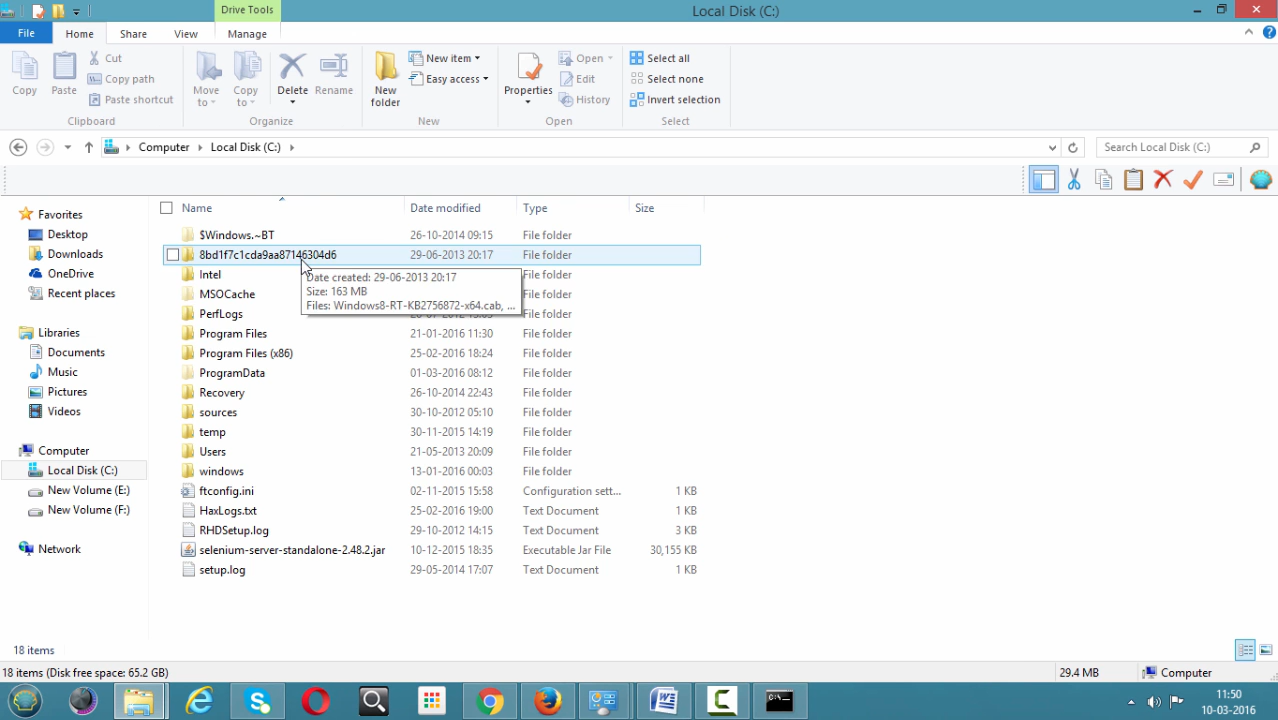 Drive Tools
Local Disk (C:)
File Home Share View Manage
Copy Paste Cut
Copy path
Paste shortcut
Clipboard
Move to Copy to Delete Rename
Organize
New folder New item
Easy access
New
Properties Open
Edit
History
Open
Select all
Select none
Invert selection
Select
Computer Local Disk (C:) Search Local Disk (C:)
Favorites
Desktop
Downloads
OneDrive
Recent places
Libraries
Documents
Music
Pictures
Videos
Computer
Local Disk (C:)
New Volume (E:)
New Volume (F:)
Network
Name Date modified Type Size
$Windows.~BT 26-10-2014 09:15 File folder
8bd1f7c1cda9aa87146304d6 29-06-2013 20:17 File folder
Intel File folder
Date created: 29-06-2013 20:17
Size: 163 MB
Files: Windows8-RT-KB2756872-x64.cab, ...
MSOCache File folder
PerfLogs File folder
Program Files 21-01-2016 11:30 File folder
Program Files (x86) 25-02-2016 18:24 File folder
ProgramData 01-03-2016 08:12 File folder
Recovery 26-10-2014 22:43 File folder
sources 30-10-2012 05:10 File folder
temp 30-11-2015 14:19 File folder
Users 21-05-2013 20:09 File folder
windows 13-01-2016 00:03 File folder
ftconfig.ini 02-11-2015 15:58 Configuration sett... 1 KB
HaxLogs.txt 25-02-2016 19:00 Text Document 1 KB
RHDSetup.log 29-10-2012 14:15 Text Document 3 KB
selenium-server-standalone-2.48.2.jar 10-12-2015 18:35 Executable Jar File 30,155 KB
setup.log 29-05-2014 17:07 Text Document 1 KB
18 items
18 items (Disk free space: 65.2 GB) 29.4 MB Computer
11:50
10-03-2016